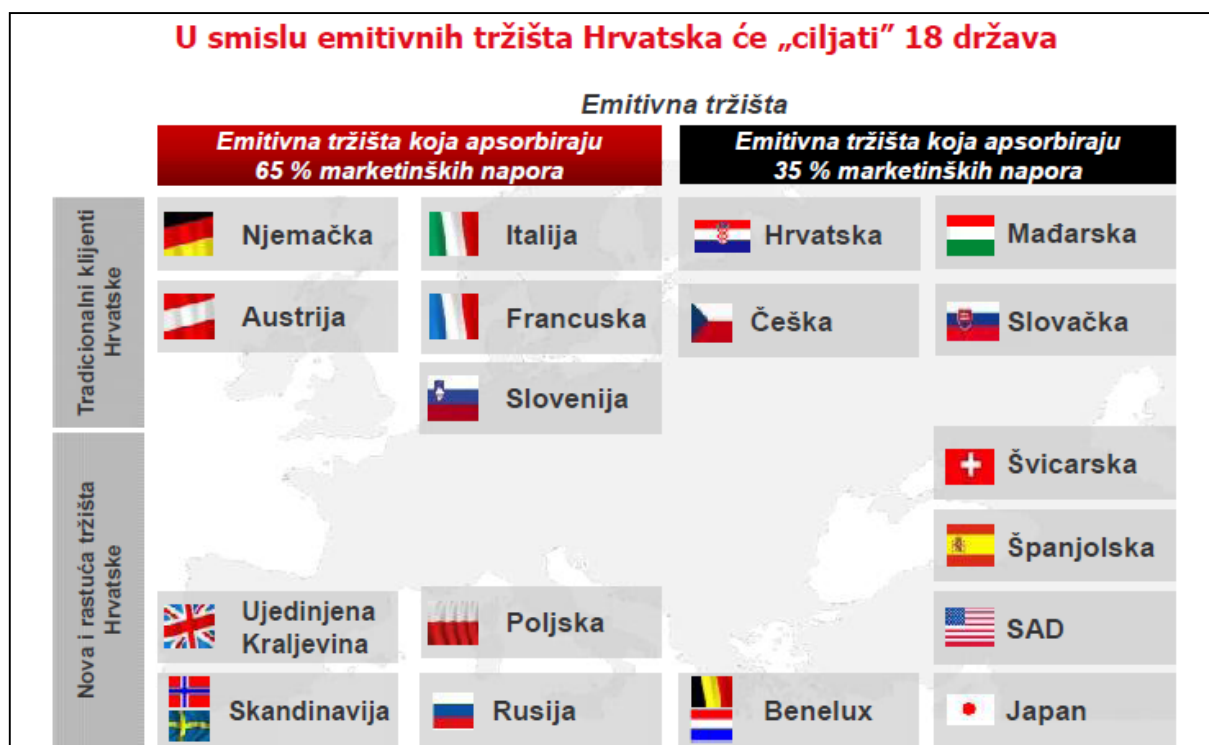 U smislu emitivnih tržišta Hrvatska će „ciljati” 18 država
Emitivna tržišta
Emitivna tržišta koja apsorbiraju
65 % marketinških napora
Emitivna tržišta koja apsorbiraju
35 % marketinških napora
Tradicionalni klijenti
Hrvatske
Njemačka
Italija
Hrvatska
Mađarska
Austrija
Francuska
Češka
Slovačka
Slovenija
Nova i rastuća tržišta
Hrvatske
Švicarska
Španjolska
Ujedinjena
Kraljevina
Poljska
SAD
Skandinavija
Rusija
Benelux
Japan